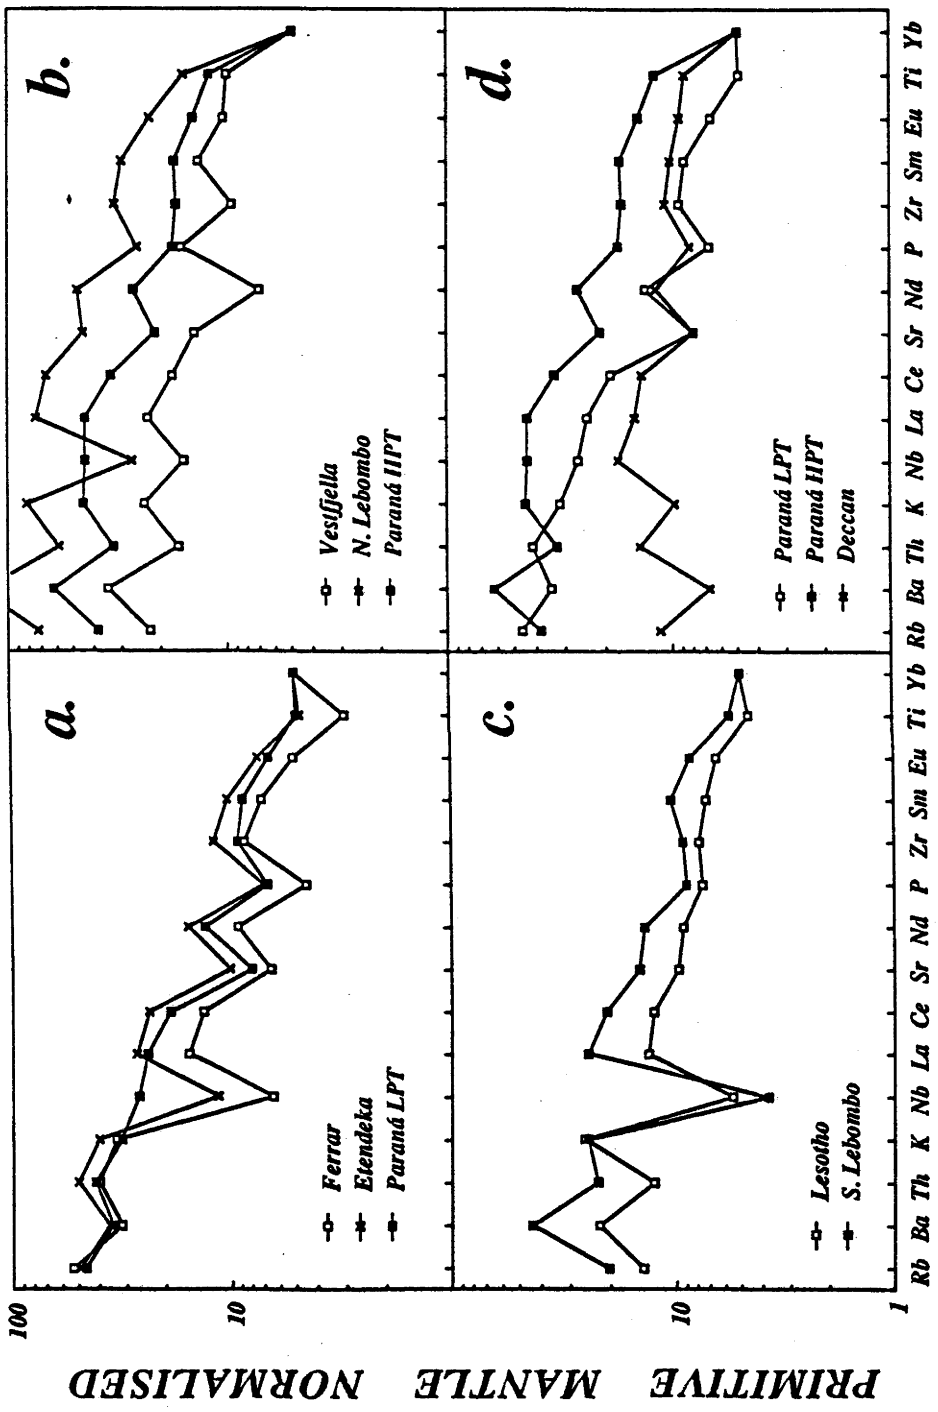 a.
Ferrar
Etendeka
Paraná LPT
b.
Vestfjella
N. Lebombo
Paraná HPT
c.
Lesotho
S. Lebombo
d.
Paraná LPT
Paraná HPT
Deccan
100
10
10
1
PRIMITIVE MANTLE NORMALISED
Rb Ba Th K Nb La Ce Sr Nd P Zr Sm Eu Ti Yb
Rb Ba Th K Nb La Ce Sr Nd P Zr Sm Eu Ti Yb